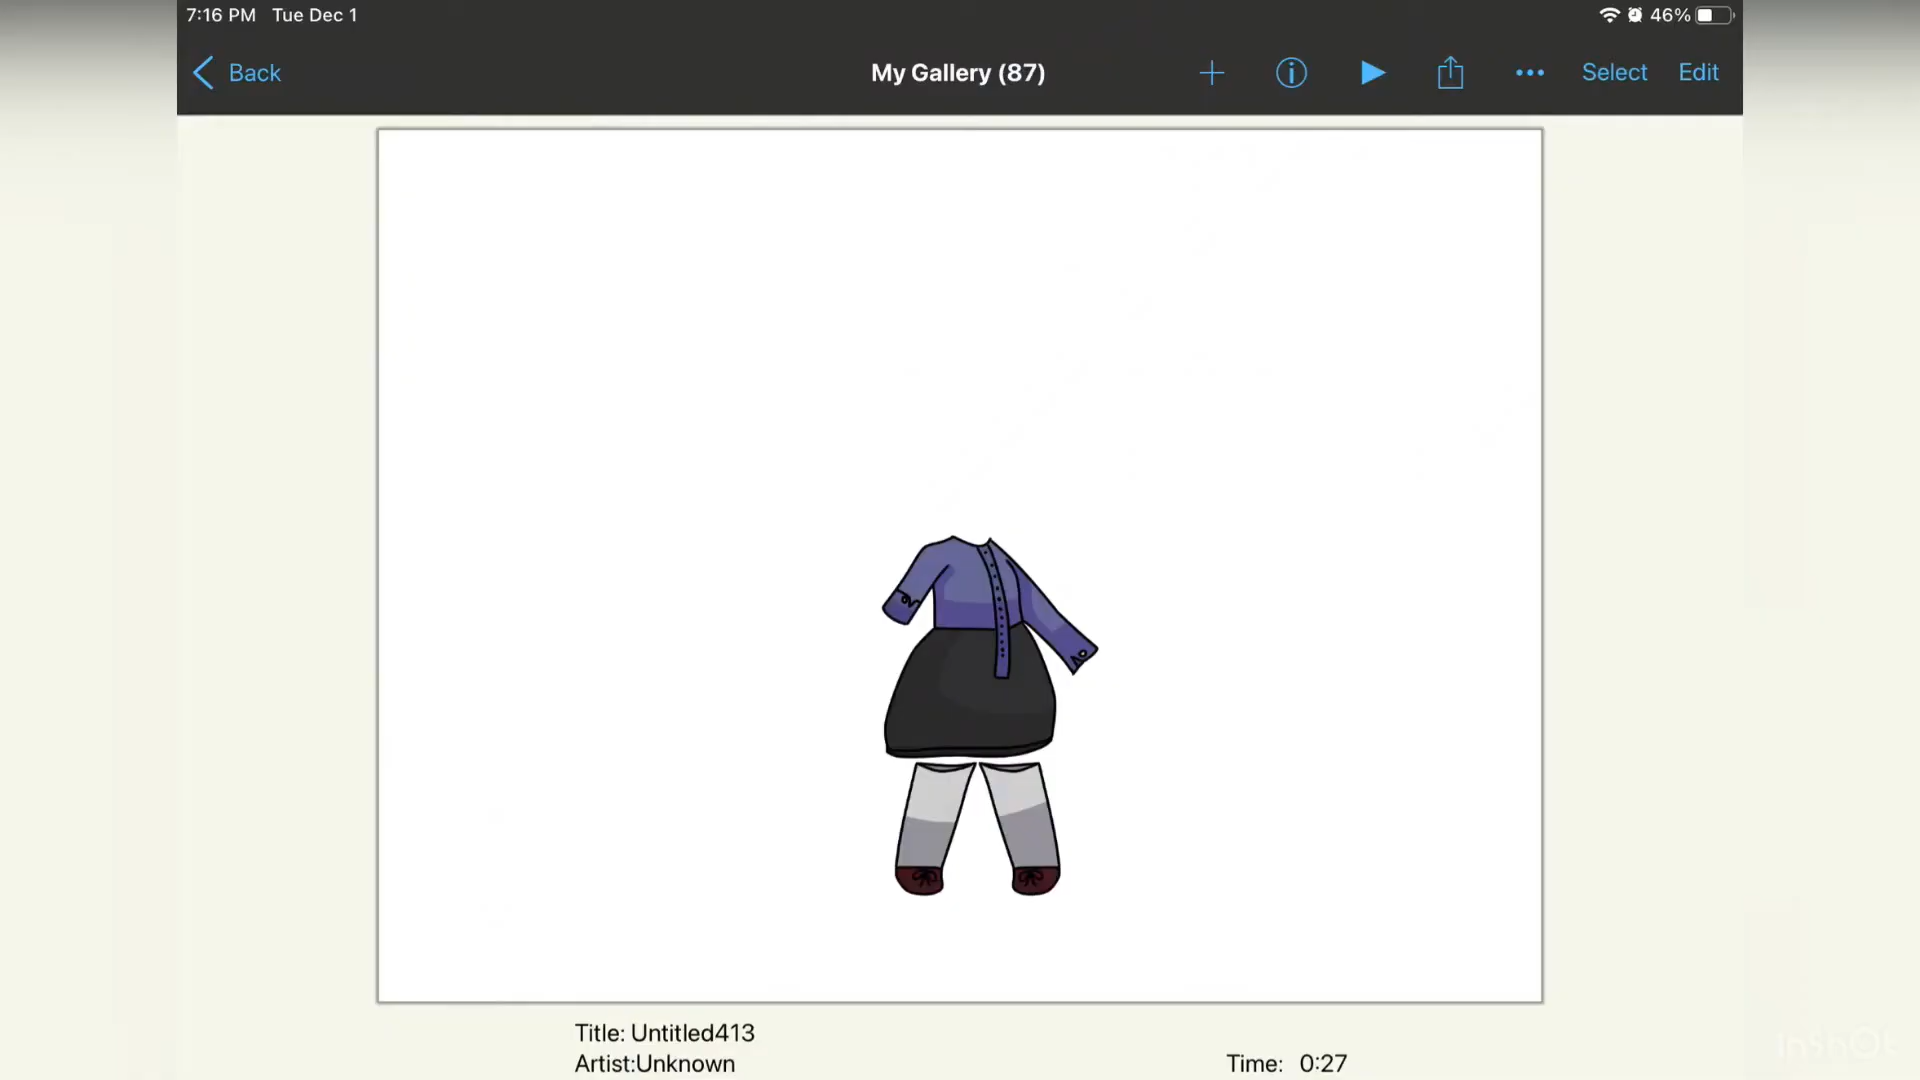 7:16 PM Tue Dec 1
46%
Back
My Gallery (87)
Select
Edit
Title: Untitled413
Artist:Unknown
Time: 0:27
InShOt